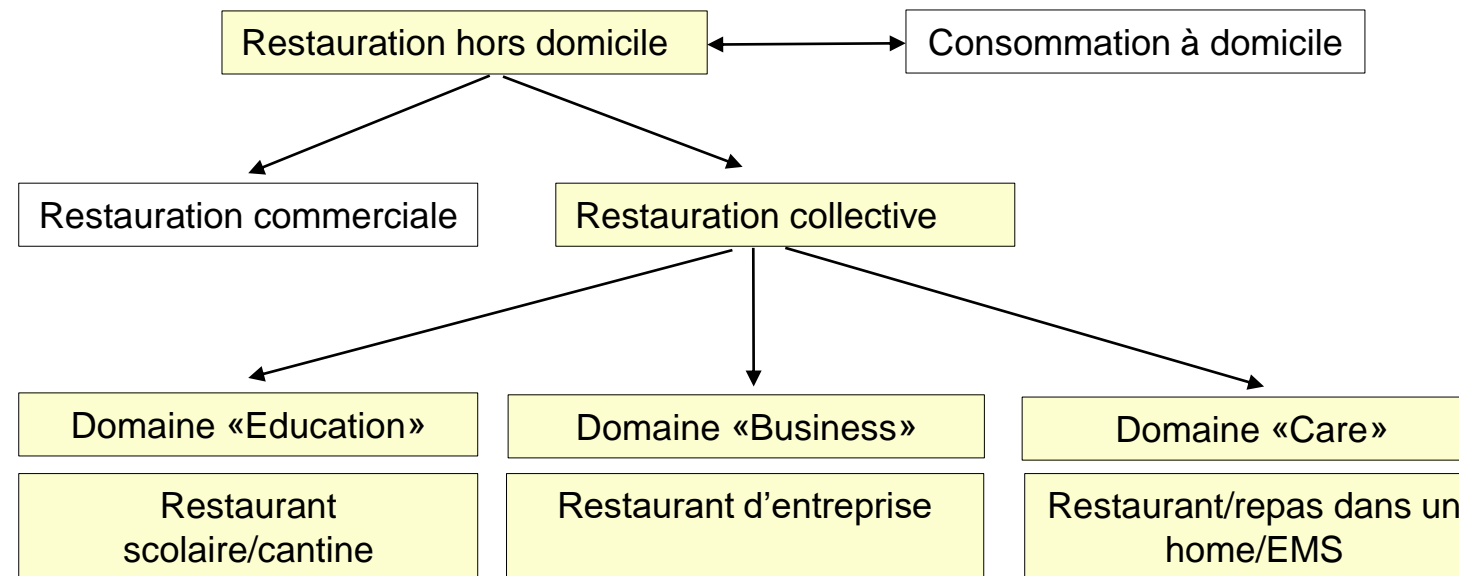 Restauration hors domicile
Consommation à domicile
Restauration commerciale
Restauration collective
Domaine «Education»
Domaine «Business»
Domaine «Care»
Restaurant
scolaire/cantine
Restaurant d’entreprise
Restaurant/repas dans un
home/EMS